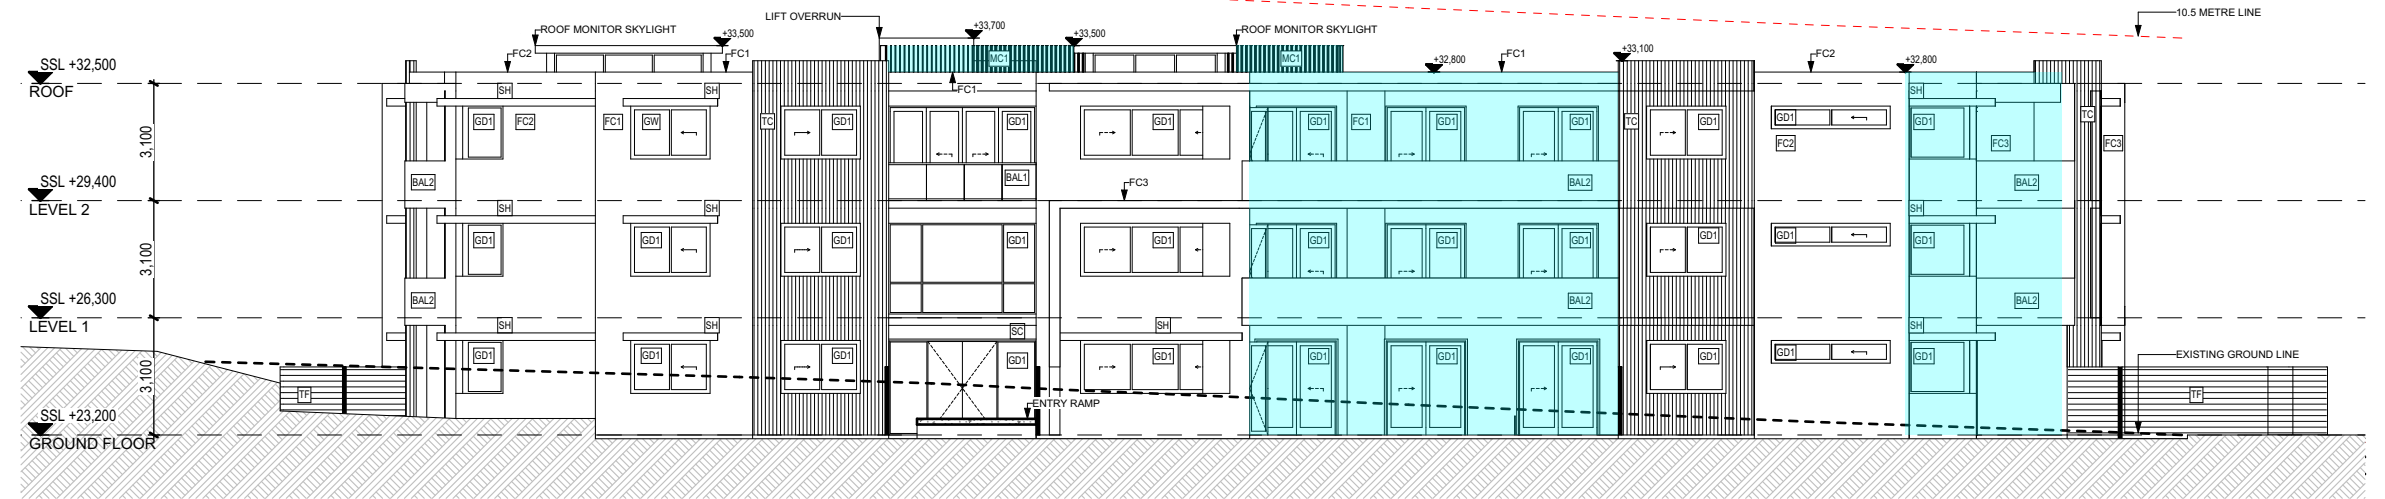 10.5 METRE LINE
LIFT OVERRUN
+33,700
ROOF MONITOR SKYLIGHT
+33,500
+33,500
ROOF MONITOR SKYLIGHT
FC2
FC1
MC1
MC1
+32,800
FC1
+33,100
FC2
+32,800
SSL +32,500
ROOF
FC1
SH
SH
SH
GD1
FC2
FC1
GW
TC
GD1
GD1
GD1
GD1
FC1
GD1
GD1
TC
GD1
GD1
FC2
GD1
FC3
TC
FC3
3,100
BAL2
BAL1
BAL2
BAL2
SSL +29,400
LEVEL 2
FC3
SH
SH
SH
GD1
GD1
GD1
GD1
GD1
GD1
GD1
GD1
GD1
GD1
GD1
3,100
BAL2
BAL2
BAL2
SSL +26,300
LEVEL 1
SH
SH
SC
SH
SH
GD1
GD1
GD1
GD1
GD1
GD1
GD1
GD1
GD1
GD1
GD1
EXISTING GROUND LINE
3,100
TF
TF
ENTRY RAMP
SSL +23,200
GROUND FLOOR